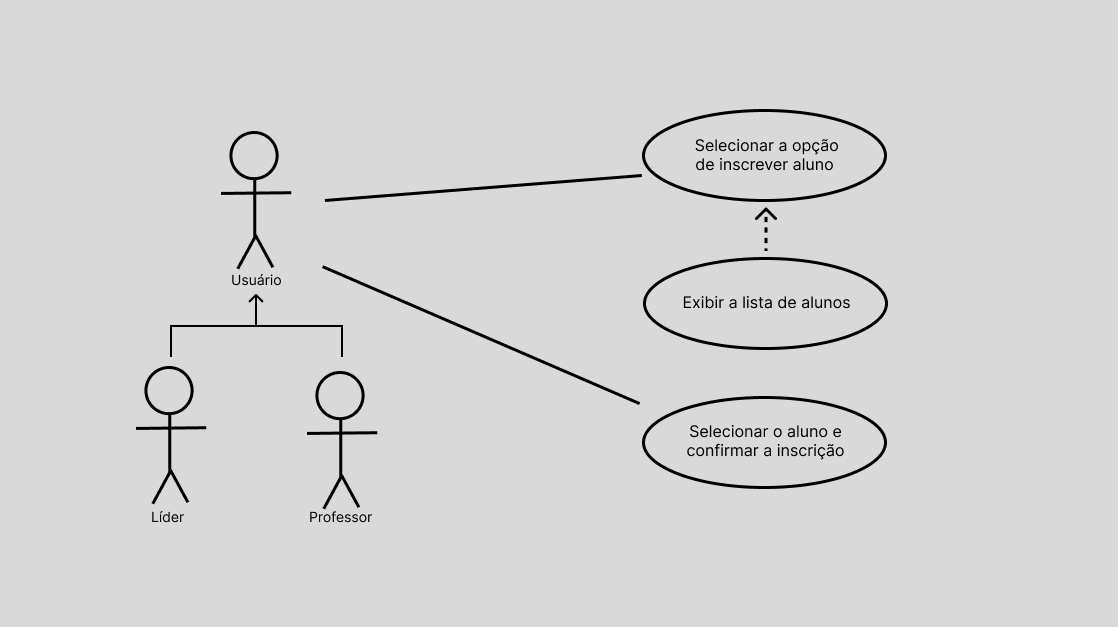 Selecionar a opção
de inscrever aluno
Usuário
Exibir a lista de alunos
Selecionar o aluno e
confirmar a inscrição
Líder
Professor